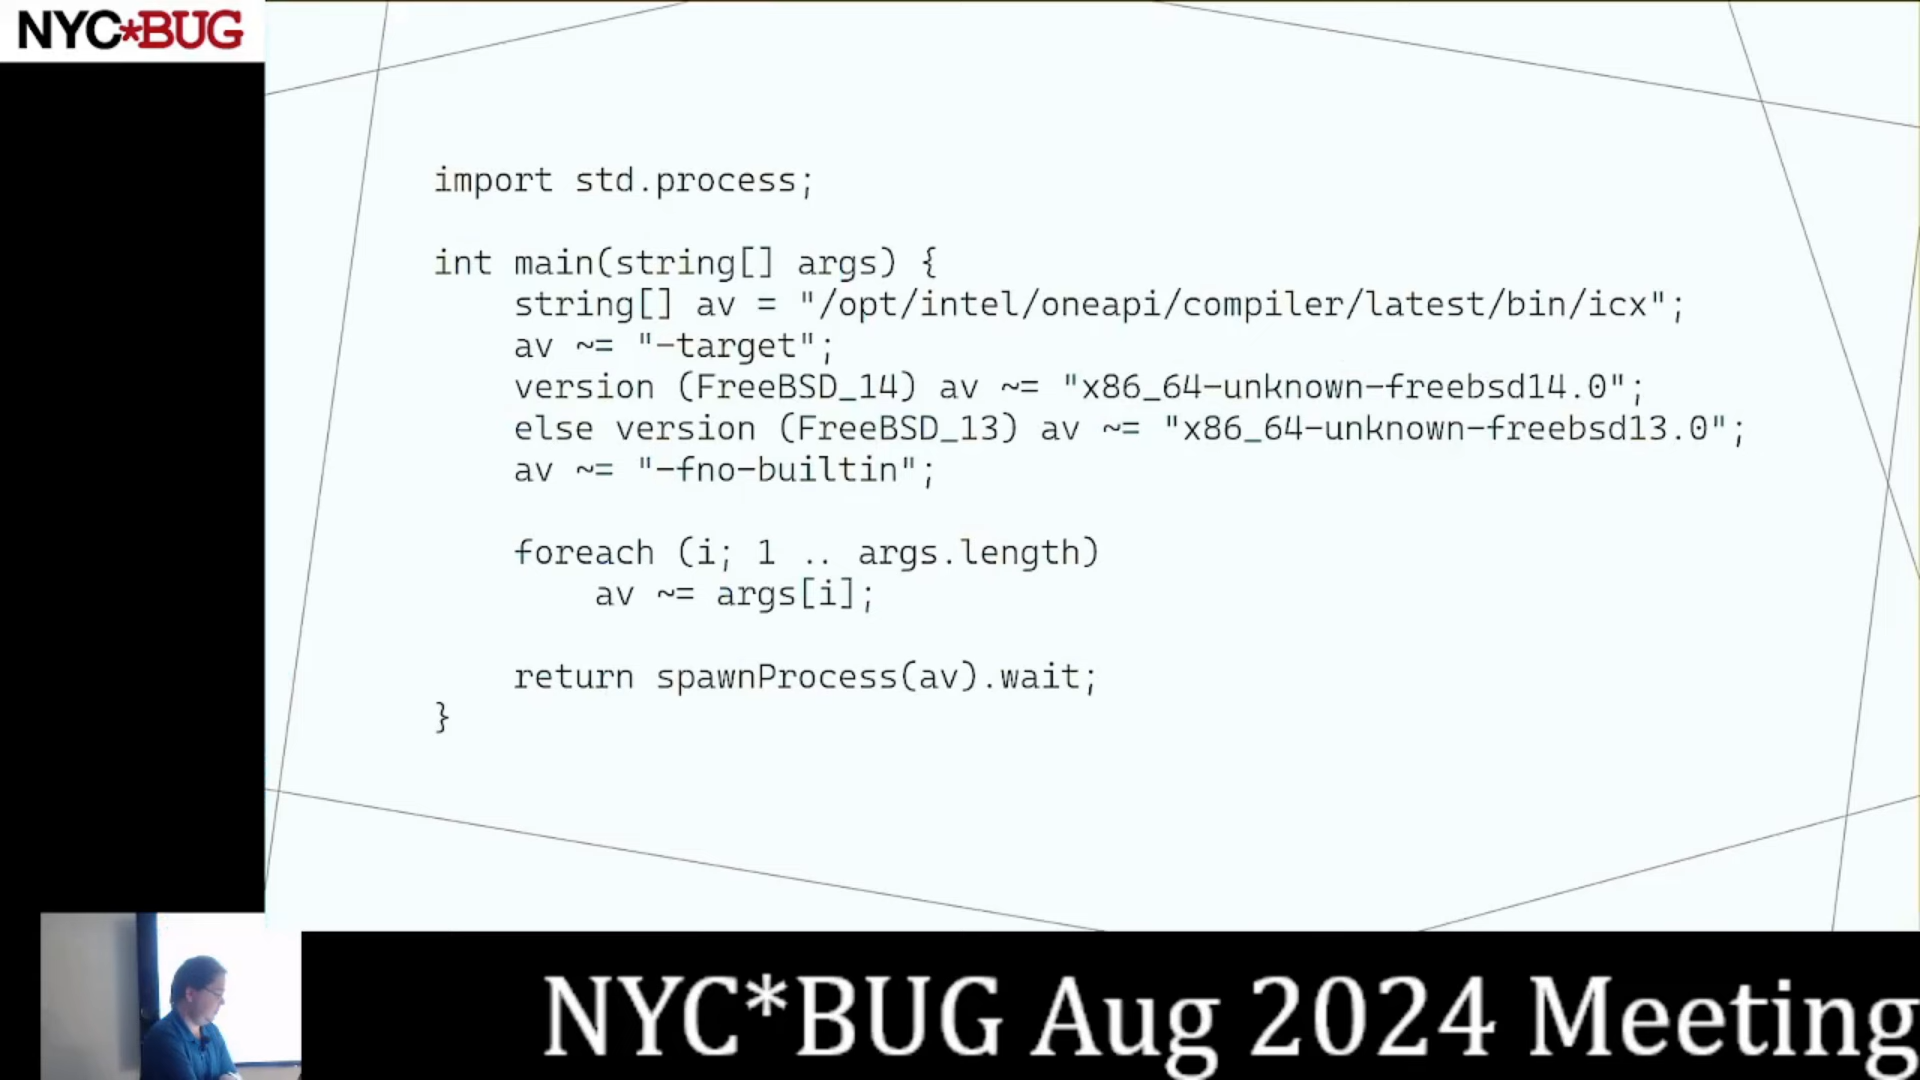 NYC*BUG
import std.process;
int main(string[] args) {
string[] av = "/opt/intel/oneapi/compiler/latest/bin/icx";
av ~= "-target";
version (FreeBSD_14) av ~= "x86_64-unknown-freebsd14.0";
else version (FreeBSD_13) av ~= "x86_64-unknown-freebsd13.0";
av ~= "-fno-builtin";
foreach (i; 1 .. args.length)
av ~= args[i];
return spawnProcess(av).wait;
}
NYC*BUG Aug 2024 Meeting